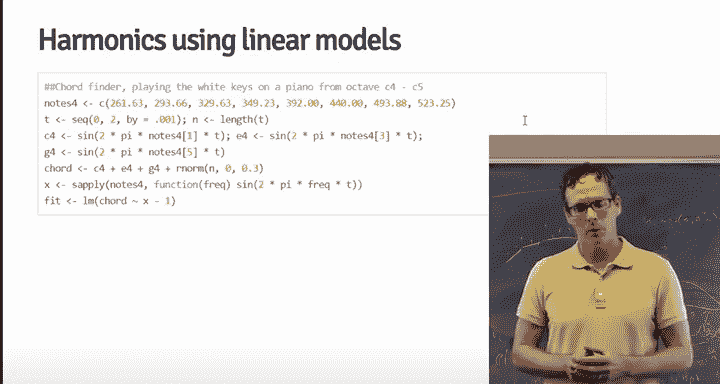 Harmonics using linear models
##Chord finder, playing the white keys on a piano from octave c4 - c5
notes4 <- c(261.63, 293.66, 329.63, 349.23, 392.00, 440.00, 493.88, 523.25)
t <- seq(0, 2, by = .001); n <- length(t)
c4 <- sin(2 * pi * notes4[1] * t); e4 <- sin(2 * pi * notes4[3] * t);
g4 <- sin(2 * pi * notes4[5] * t)
chord <- c4 + e4 + g4 + rnorm(n, 0, 0.3)
x <- sapply(notes4, function(freq) sin(2 * pi * freq * t))
fit <- lm(chord ~ x - 1)